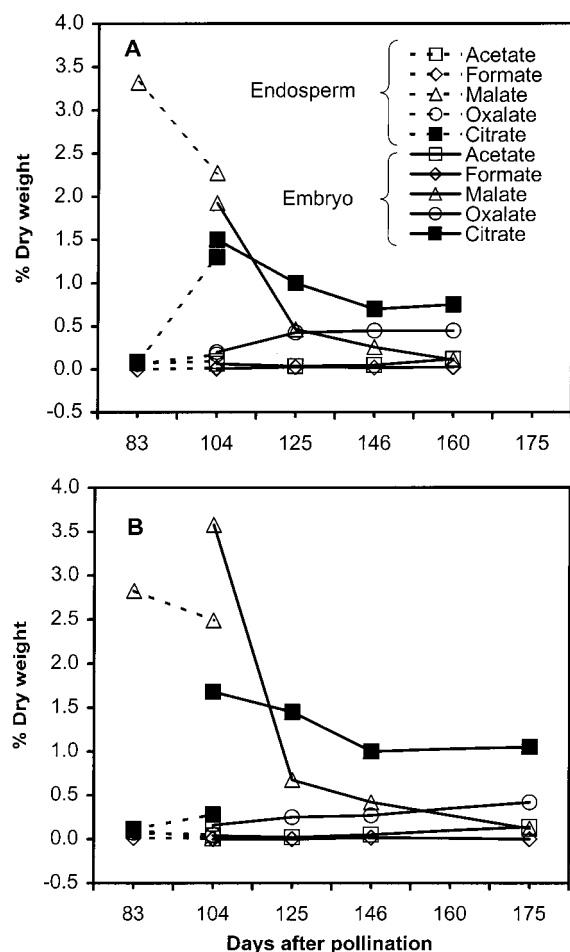 A
Endosperm
Acetate
Formate
Malate
Oxalate
Citrate
Embryo
Acetate
Formate
Malate
Oxalate
Citrate
% Dry weight
4.0
3.5
3.0
2.5
2.0
1.5
1.0
0.5
0.0
-0.5
83 104 125 146 160 175
B
% Dry weight
4.0
3.5
3.0
2.5
2.0
1.5
1.0
0.5
0.0
-0.5
83 104 125 146 160 175
Days after pollination